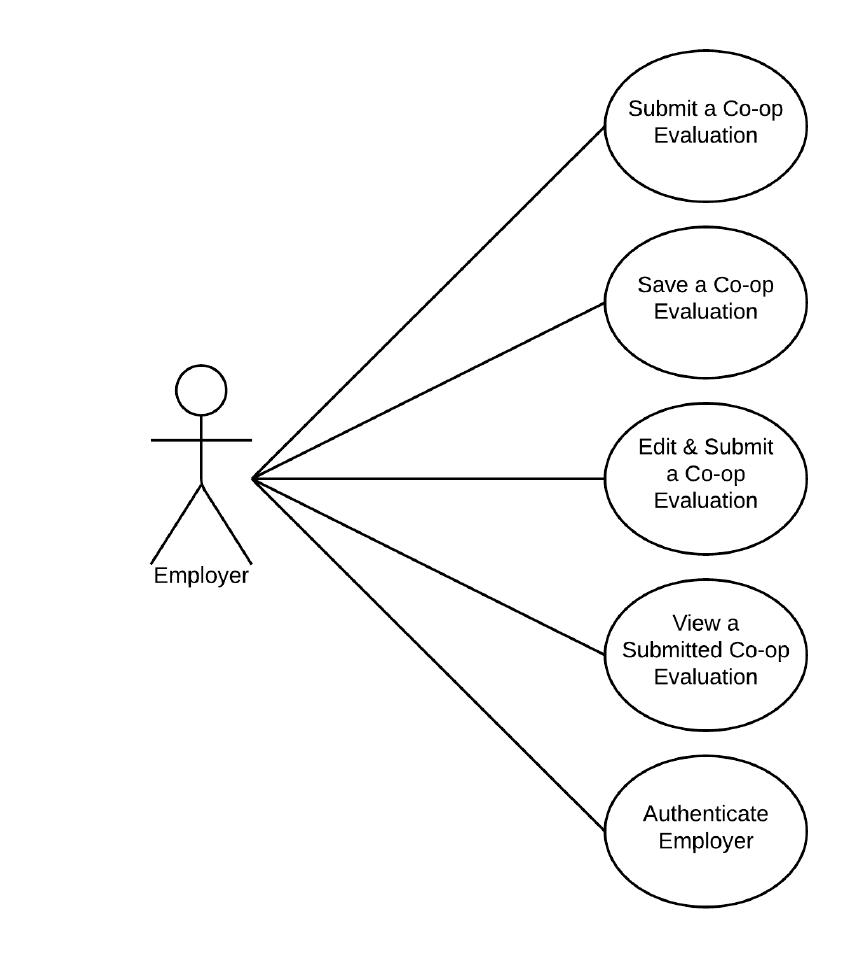 Submit a Co-op
Evaluation
Save a Co-op
Evaluation
Edit & Submit
a Co-op
Evaluation
Employer
View a
Submitted Co-op
Evaluation
Authenticate
Employer